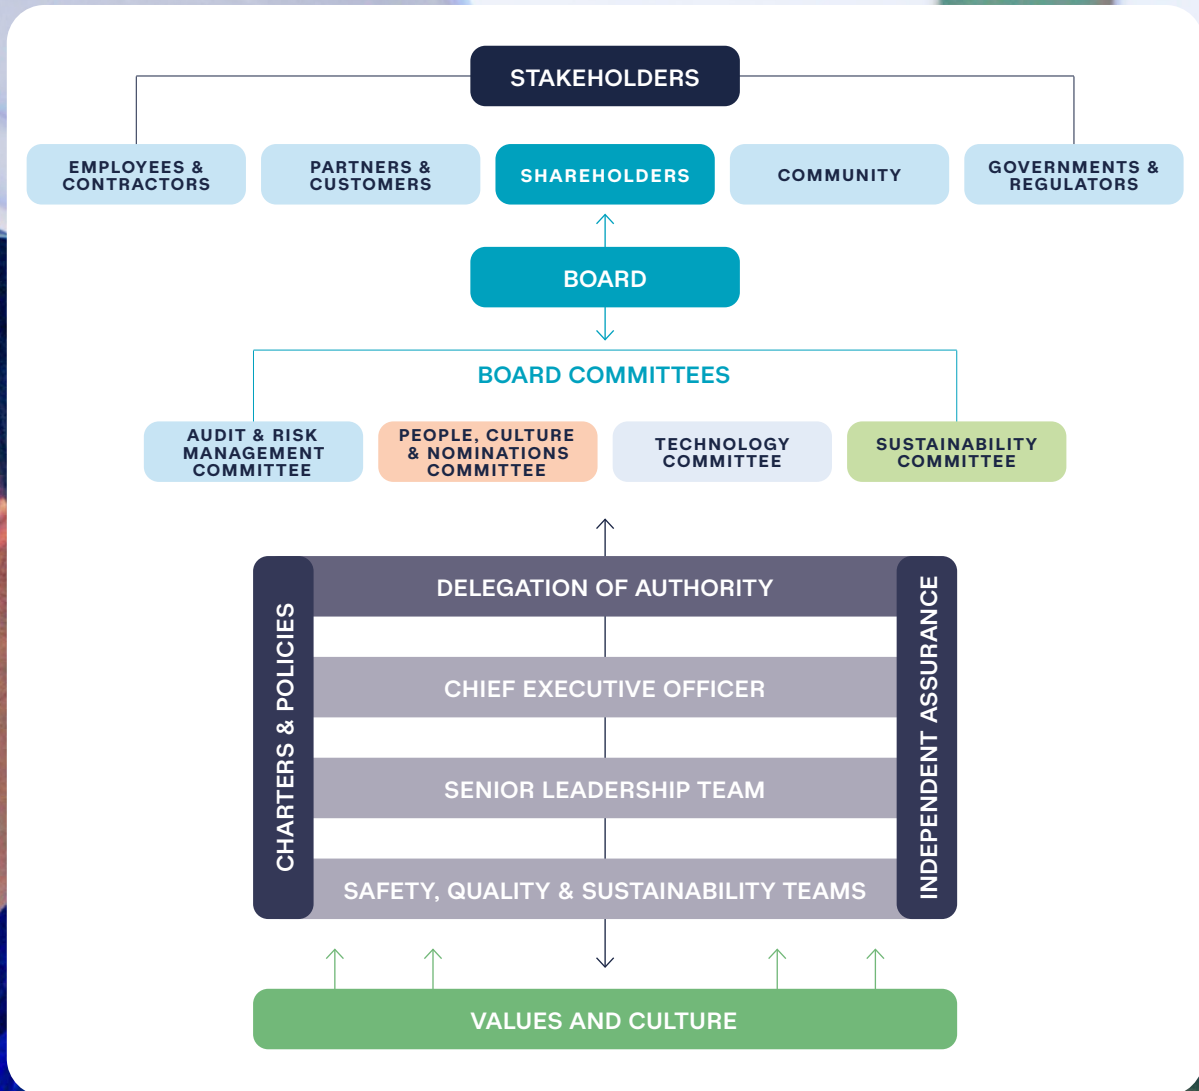 STAKEHOLDERS
EMPLOYEES &
CONTRACTORS
PARTNERS &
CUSTOMERS
SHAREHOLDERS
COMMUNITY
GOVERNMENTS &
REGULATORS
BOARD
BOARD COMMITTEES
AUDIT & RISK
MANAGEMENT
COMMITTEE
PEOPLE, CULTURE
& NOMINATIONS
COMMITTEE
TECHNOLOGY
COMMITTEE
SUSTAINABILITY
COMMITTEE
CHARTERS & POLICIES
DELEGATION OF AUTHORITY
CHIEF EXECUTIVE OFFICER
SENIOR LEADERSHIP TEAM
SAFETY, QUALITY & SUSTAINABILITY TEAMS
INDEPENDENT ASSURANCE
VALUES AND CULTURE